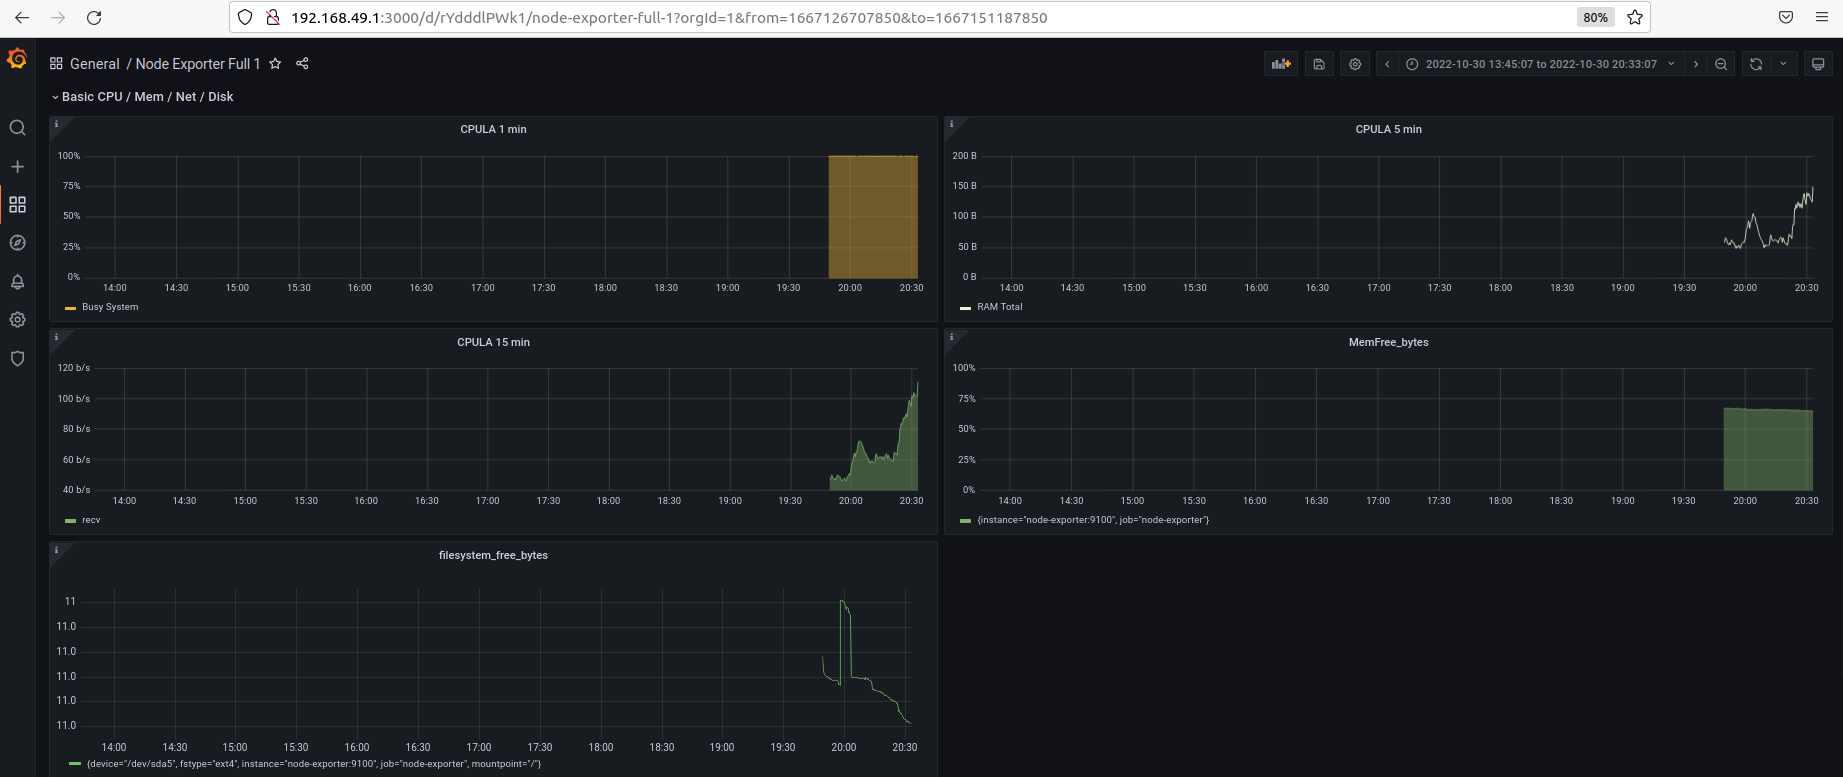 192.168.49.1:3000/d/rYdddlPWk1/node-exporter-full-1?orgId=1&from=1667126707850&to=1667151187850 80%
General / Node Exporter Full 1 2022-10-30 13:45:07 to 2022-10-30 20:33:07
Basic CPU / Mem / Net / Disk
CPULA 1 min
100%
75%
50%
25%
0%
14:00 14:30 15:00 15:30 16:00 16:30 17:00 17:30 18:00 18:30 19:00 19:30 20:00 20:30
Busy System
CPULA 5 min
200 B
150 B
100 B
50 B
0 B
14:00 14:30 15:00 15:30 16:00 16:30 17:00 17:30 18:00 18:30 19:00 19:30 20:00 20:30
RAM Total
CPULA 15 min
120 b/s
100 b/s
80 b/s
60 b/s
40 b/s
14:00 14:30 15:00 15:30 16:00 16:30 17:00 17:30 18:00 18:30 19:00 19:30 20:00 20:30
recv
MemFree_bytes
100%
75%
50%
25%
0%
14:00 14:30 15:00 15:30 16:00 16:30 17:00 17:30 18:00 18:30 19:00 19:30 20:00 20:30
{instance="node-exporter:9100", job="node-exporter"}
filesystem_free_bytes
11
11.0
11.0
11.0
11.0
11.0
14:00 14:30 15:00 15:30 16:00 16:30 17:00 17:30 18:00 18:30 19:00 19:30 20:00 20:30
{device="/dev/sda5", fstype="ext4", instance="node-exporter:9100", job="node-exporter", mountpoint="/"}